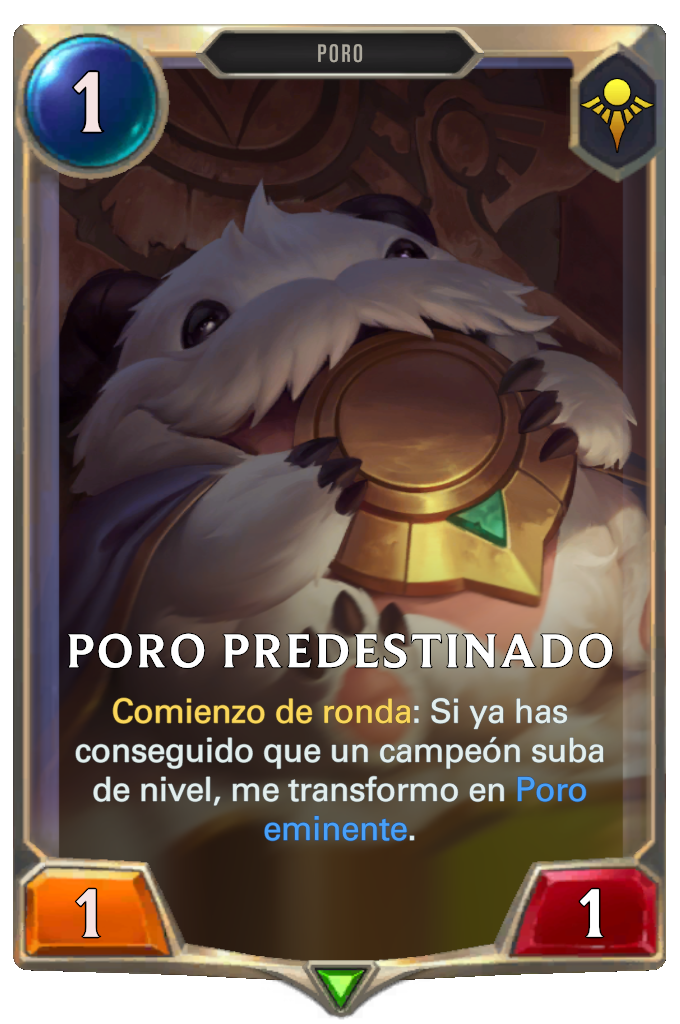 PORO
1
PORO PREDESTINADO
Comienzo de ronda: Si ya has
conseguido que un campeón suba
de nivel, me transformo en Poro
eminente.
1
1